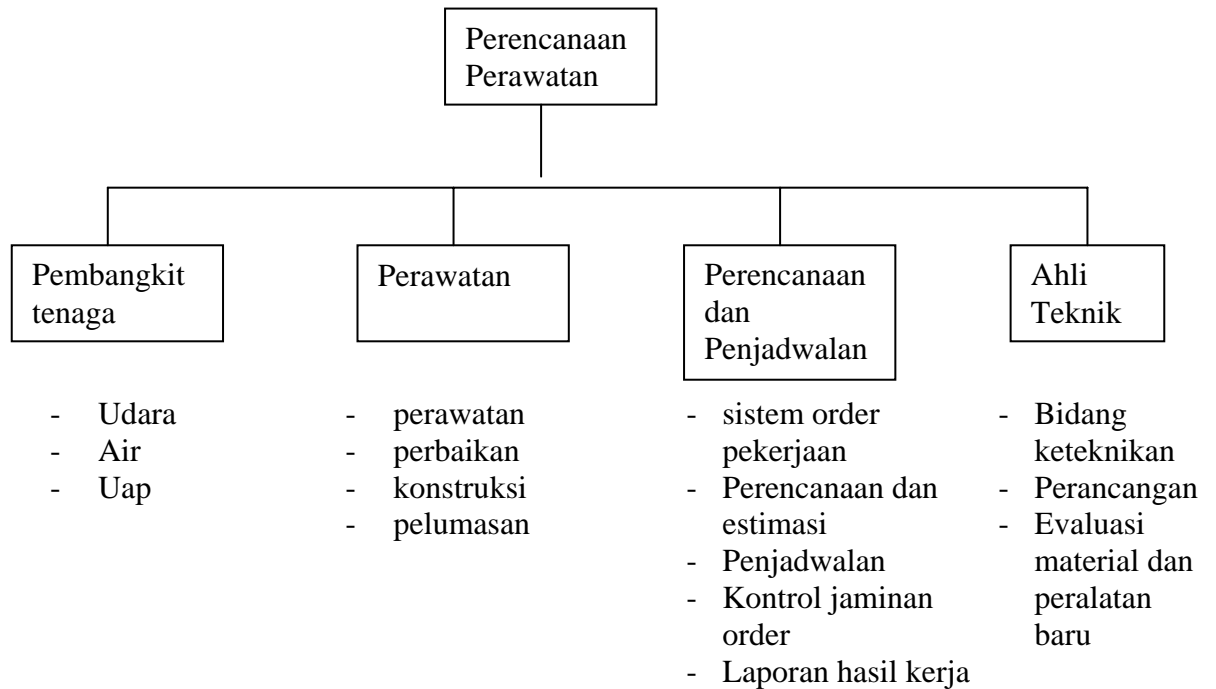 Perencanaan
Perawatan
Pembangkit
tenaga
Perawatan
Perencanaan
dan
Penjadwalan
Ahli
Teknik
- Udara
- Air
- Uap
- perawatan
- perbaikan
- konstruksi
- pelumasan
- sistem order
pekerjaan
- Perencanaan dan
estimasi
- Penjadwalan
- Kontrol jaminan
order
- Laporan hasil kerja
- Bidang
keteknikan
- Perancangan
- Evaluasi
material dan
peralatan
baru